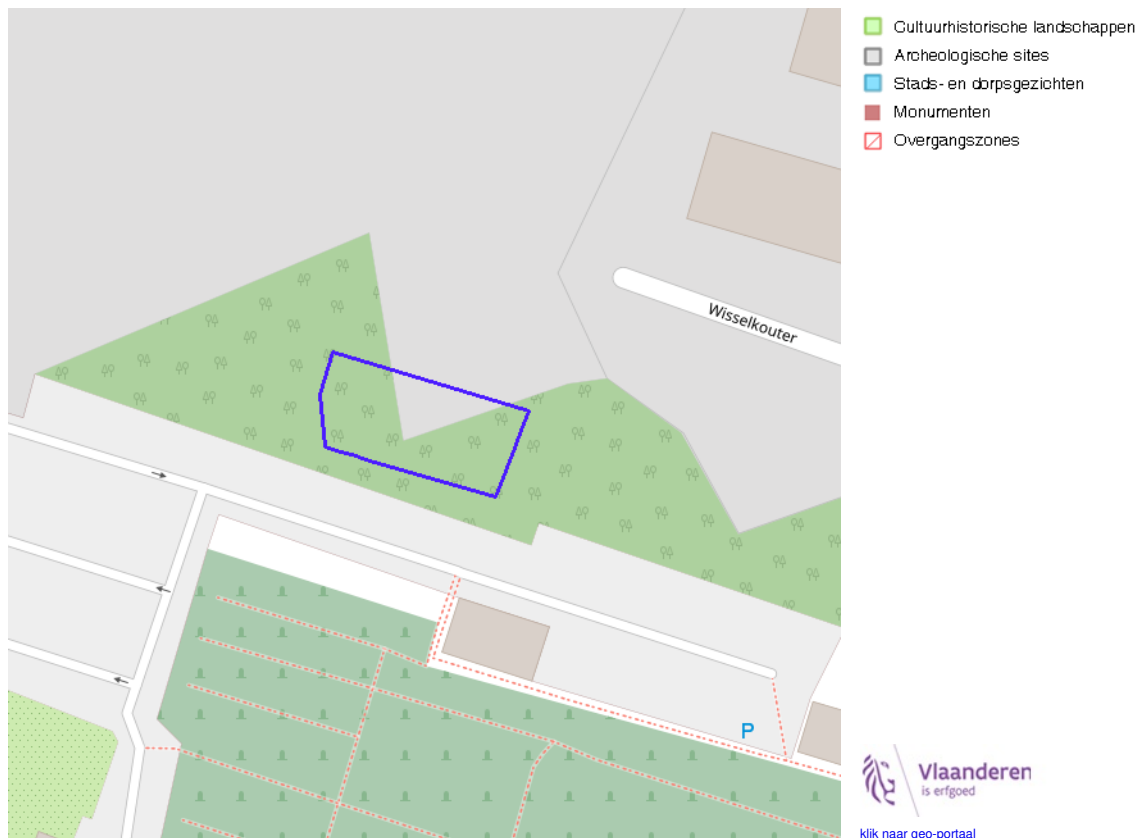 Cultuurhistorische landschappen
Archeologische sites
Stads- en dorpsgezichten
Monumenten
Overgangszones
Wisselkouter
P
Vlaanderen
is erfgoed
klik naar geo-portaal